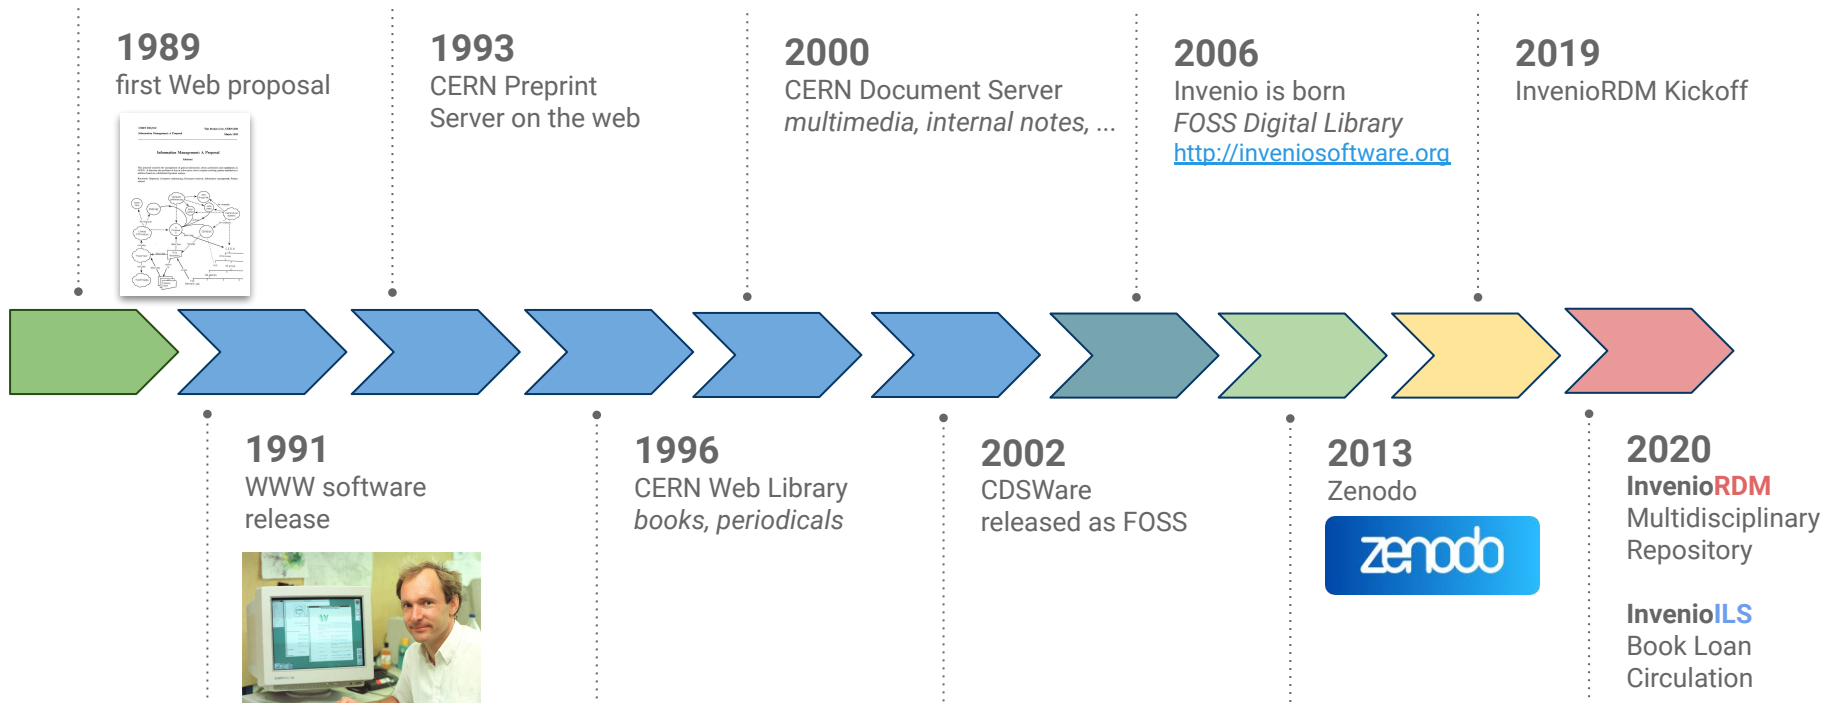 1989
first Web proposal
Information Management: A Proposal
1993
CERN Preprint
Server on the web
2000
CERN Document Server
multimedia, internal notes, ...
2006
Invenio is born
FOSS Digital Library
http://inveniosoftware.org
2019
InvenioRDM Kickoff
1991
WWW software
release
1996
CERN Web Library
books, periodicals
2002
CDSWare
released as FOSS
2013
Zenodo
zenodo
2020
InvenioRDM
Multidisciplinary
Repository
InvenioILS
Book Loan
Circulation